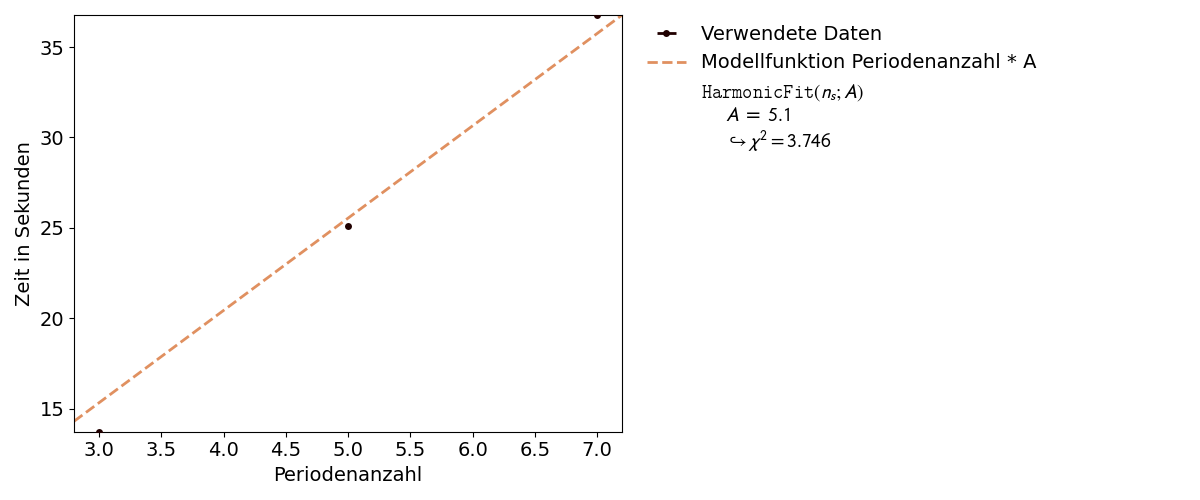 35
30
25
20
15
Zeit in Sekunden
3.0 3.5 4.0 4.5 5.0 5.5 6.0 6.5 7.0
Periodenanzahl
Verwendete Daten
Modellfunktion Periodenanzahl * A
HarmonicFit(nₛ; A)
A = 5.1
↪ χ² = 3.746